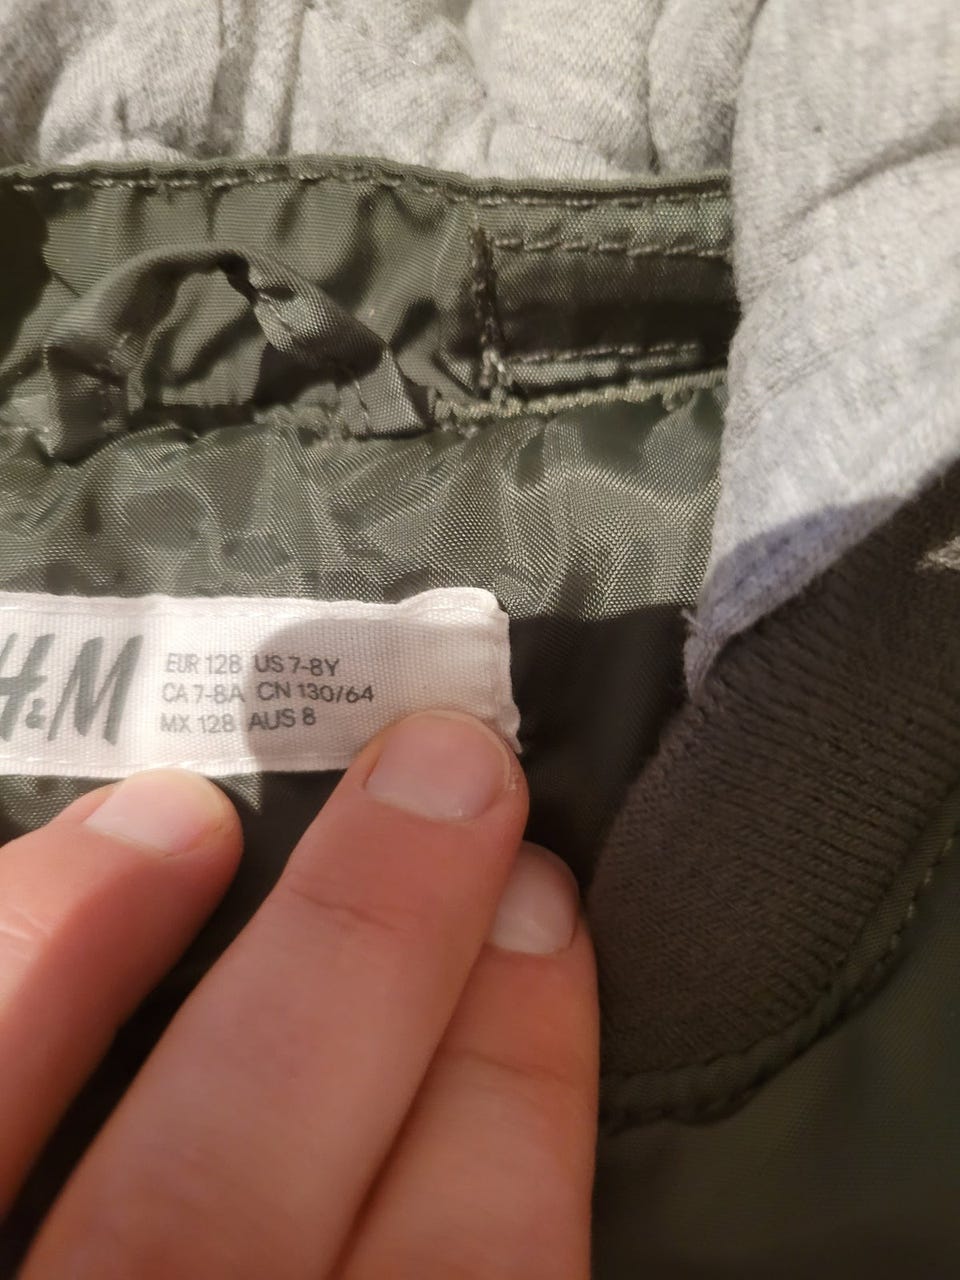 H&M
EUR 128 US 7-8Y
CA 7-8A CN 130/64
MX 128 AUS 8